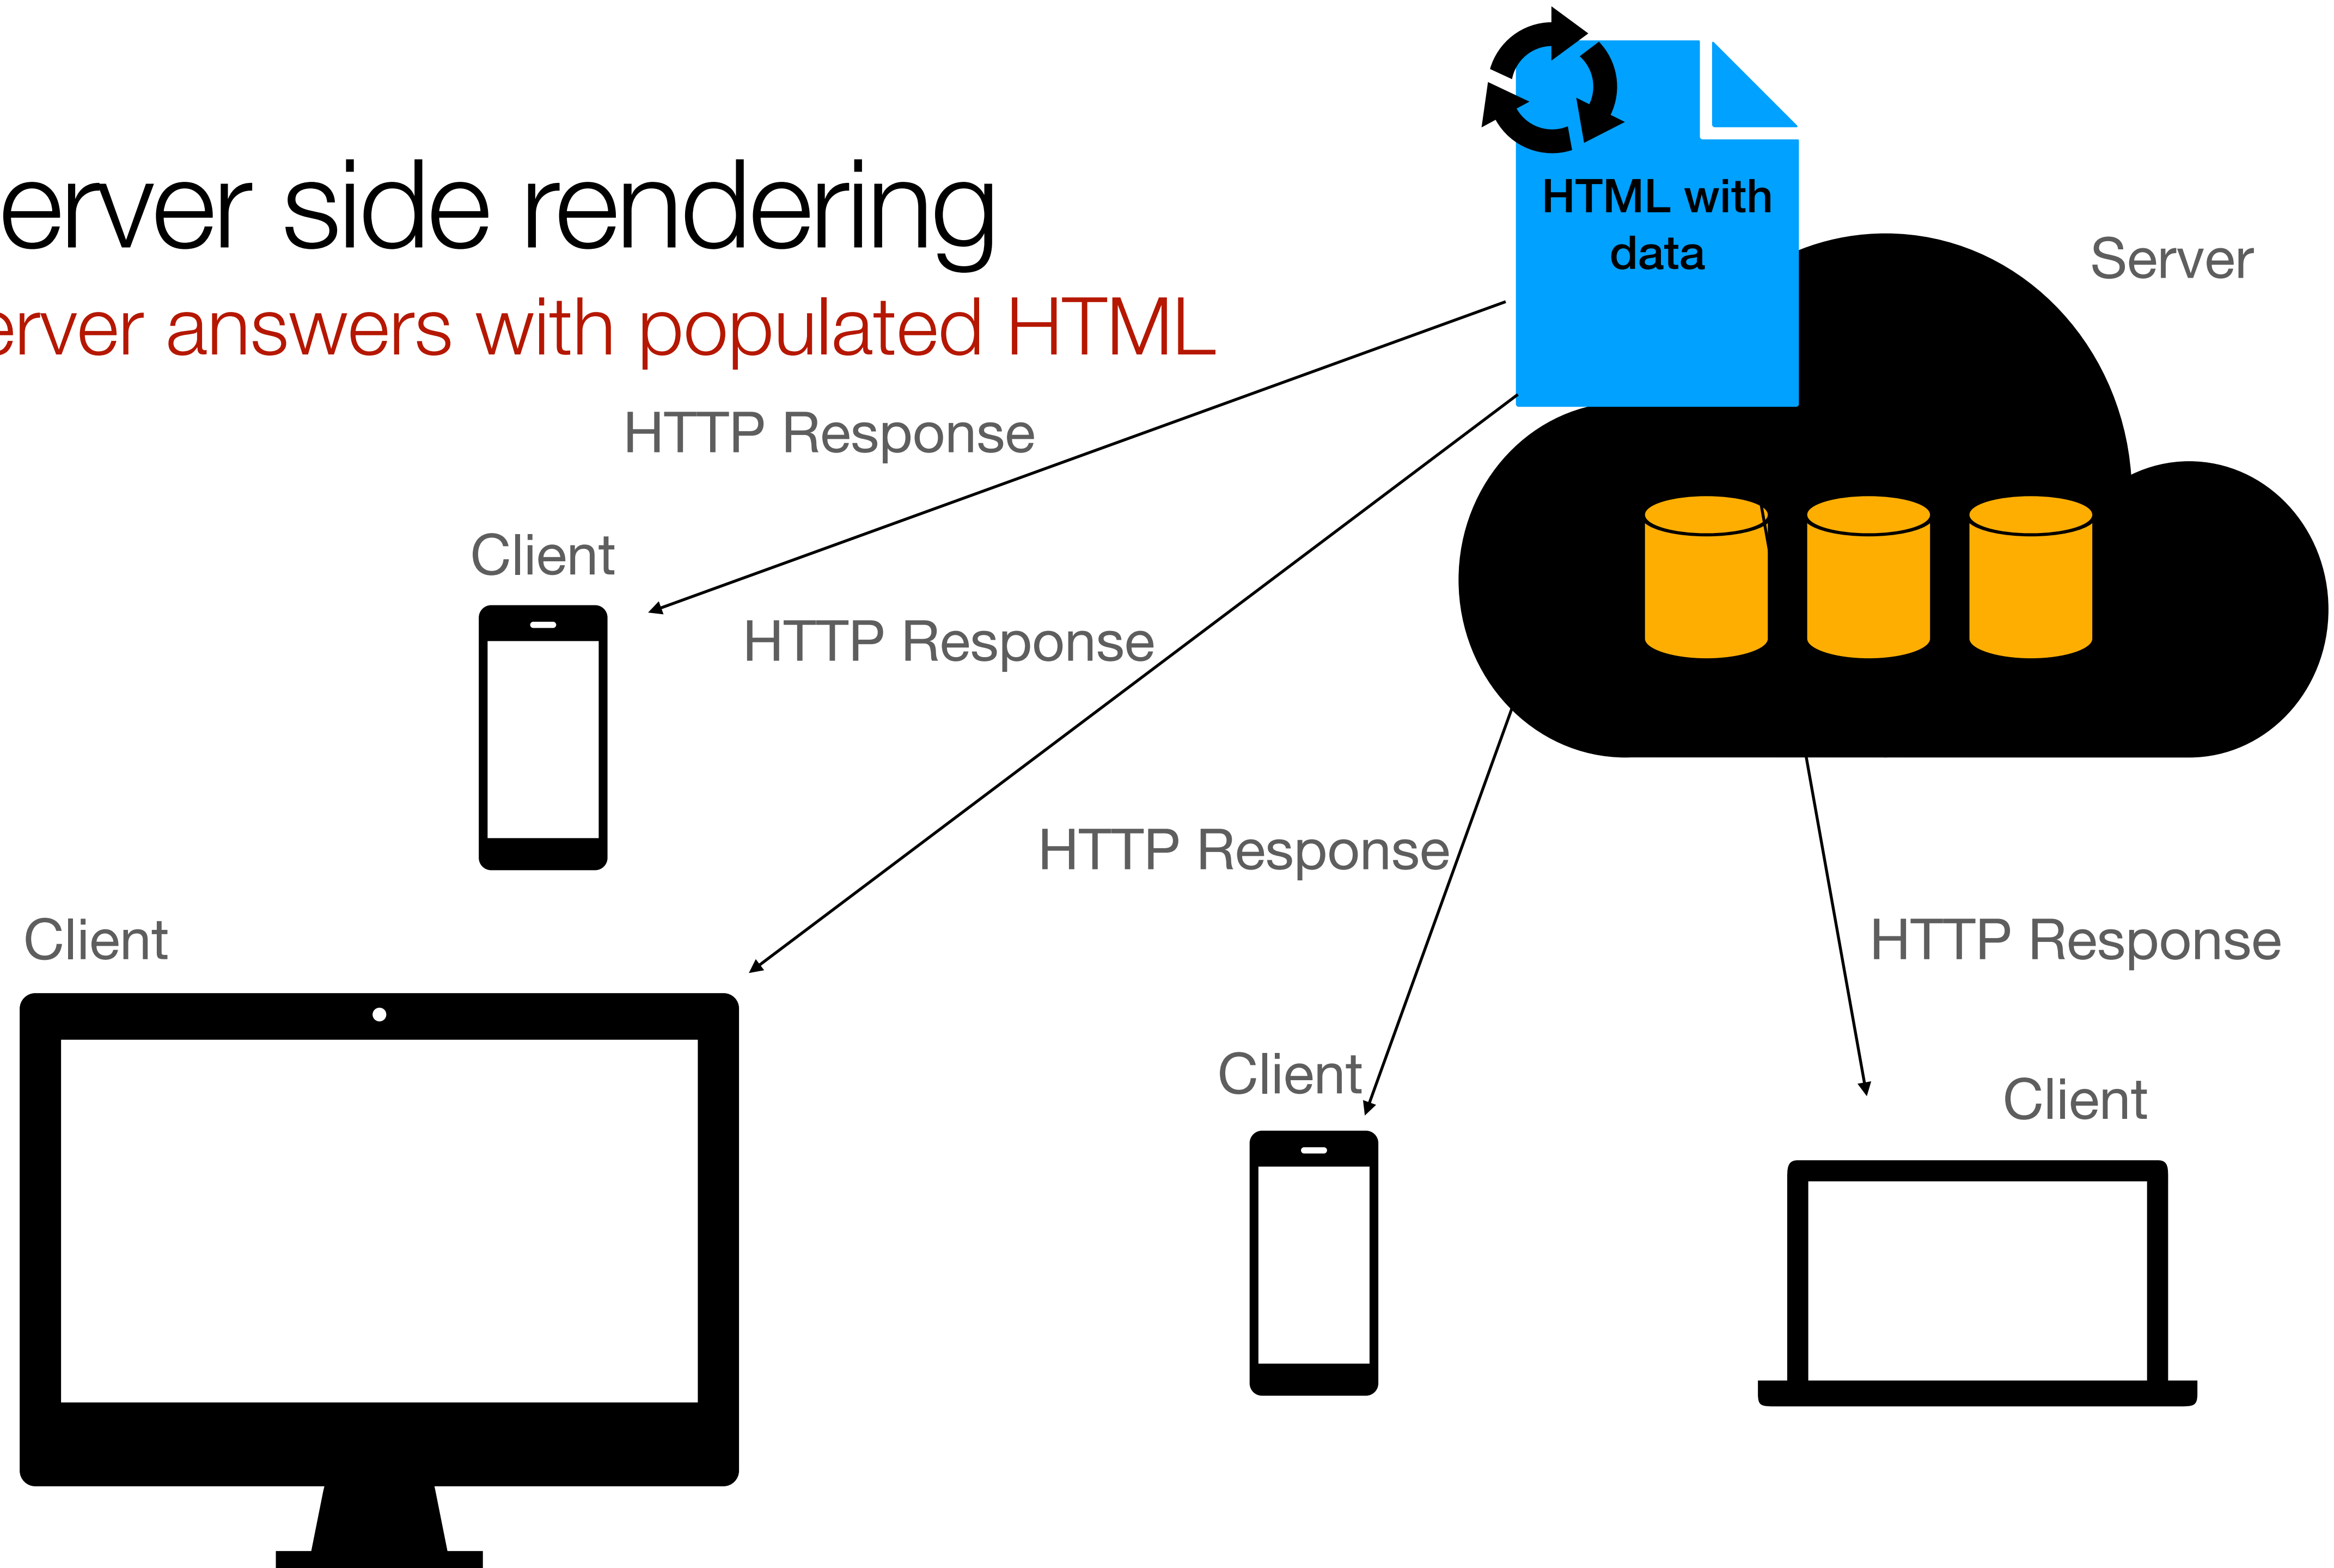 erver side rendering
erver answers with populated HTML
HTML with
data
Server
HTTP Response
Client
HTTP Response
HTTP Response
Client
HTTP Response
Client
Client